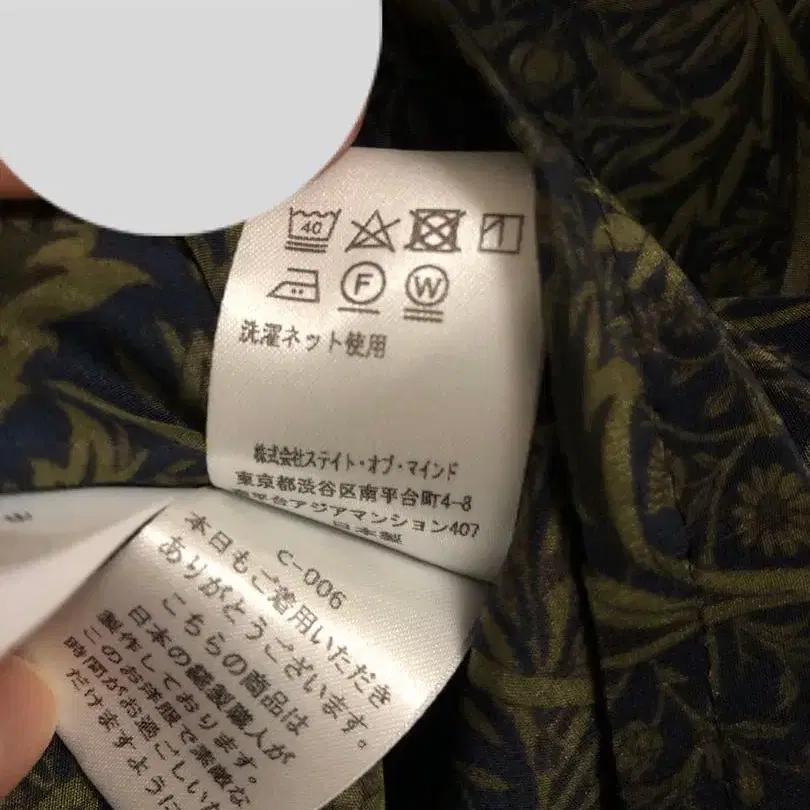 40
F W
洗濯ネット使用
株式会社ステイト・オブ・マインド
東京都渋谷区南平台町4-8
南平台アジアマンション407
日本製
C-006
本日もご着用いただき
ありがとうございます。
こちらの商品は
日本の縫製職人が
製作しております。
このお洋服で素敵な
時間がお過ごしいた
だけますように